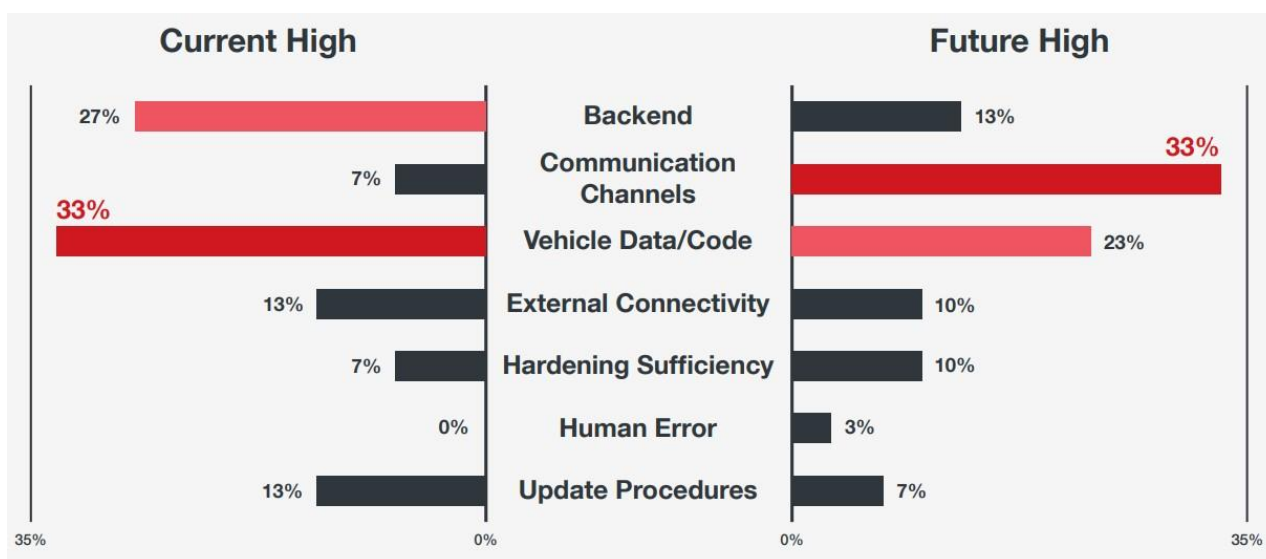 Current High
Future High
27%
Backend
13%
7%
Communication
Channels
33%
33%
Vehicle Data/Code
23%
13%
External Connectivity
10%
7%
Hardening Sufficiency
10%
0%
Human Error
3%
13%
Update Procedures
7%
35%
0%
0%
35%